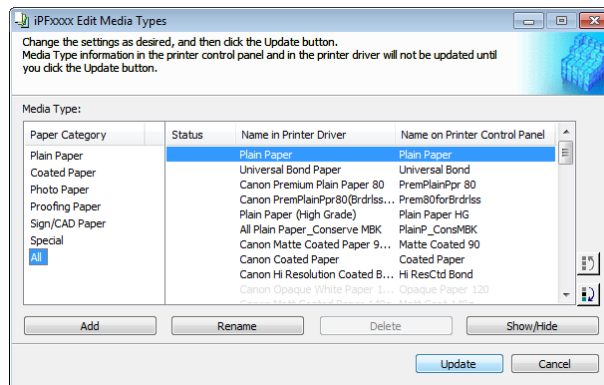 iPFxxxx Edit Media Types
Change the settings as desired, and then click the Update button.
Media Type information in the printer control panel and in the printer driver will not be updated until
you click the Update button.
Media Type:
Paper Category
Plain Paper
Coated Paper
Photo Paper
Proofing Paper
Sign/CAD Paper
Special
All
Status Name in Printer Driver Name on Printer Control Panel
Plain Paper Plain Paper
Universal Bond Paper Universal Bond
Canon Premium Plain Paper 80 PremPlainPpr 80
Canon PremPlainPpr80(Brdrlss... Prem80forBrdrlss
Plain Paper (High Grade) Plain Paper HG
All Plain Paper_Conserve MBK PlainP_ConsMBK
Canon Matte Coated Paper 9... Matte Coated 90
Canon Coated Paper Coated Paper
Canon Hi Resolution Coated B... Hi ResCtd Bond
Canon Opaque White Paper 1... Opaque Paper 120
Add Rename Delete Show/Hide
Update Cancel